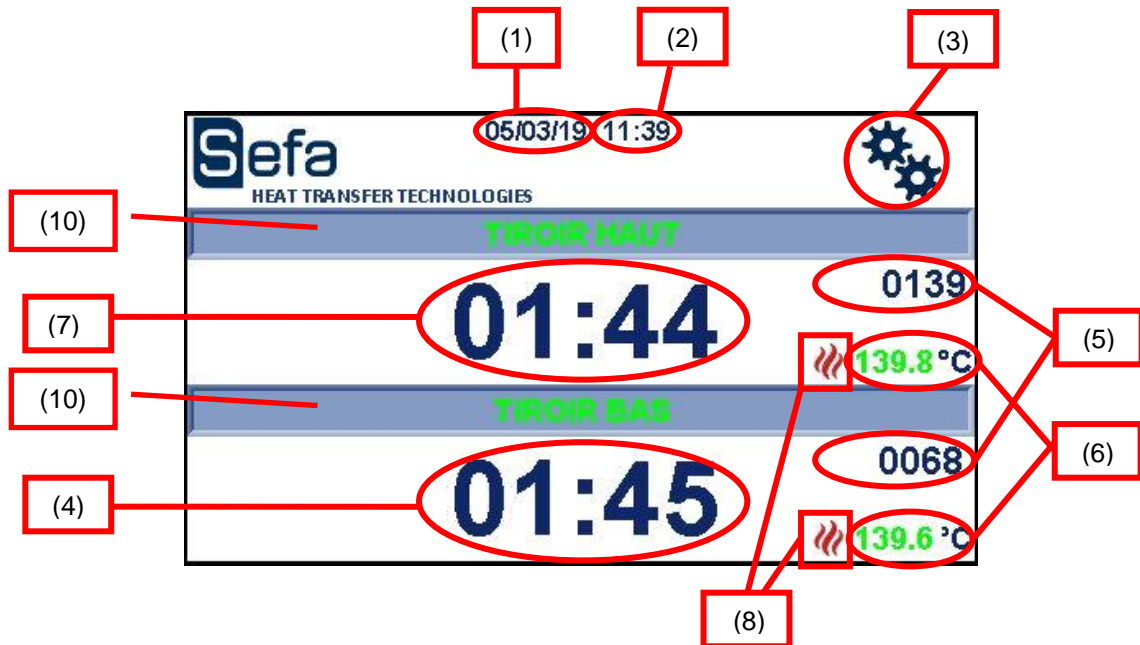 (1) (2) (3)
05/03/19 11:39
Sefa
HEAT TRANSFER TECHNOLOGIES
(10)
TIROIR HAUT
0139
(7)
01:44
(5)
139.8 °C
(10)
TIROIR BAS
0068
(6)
(4)
01:45
139.6 °C
(8)